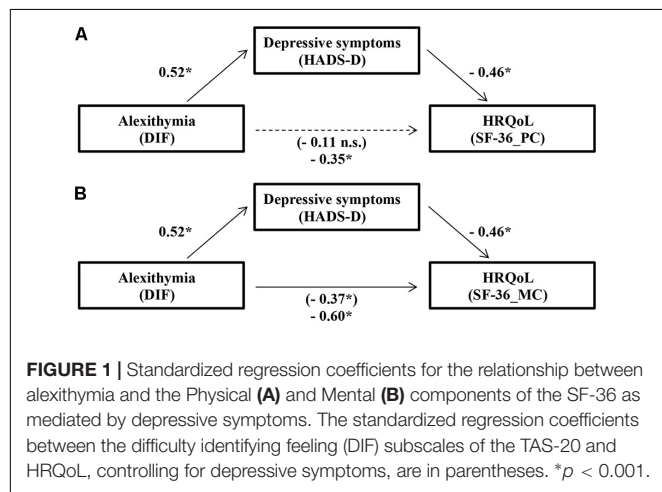 A
Depressive symptoms
(HADS-D)
0.52*
- 0.46*
Alexithymia
(DIF)
(- 0.11 n.s.)
- 0.35*
HRQoL
(SF-36_PC)
B
Depressive symptoms
(HADS-D)
0.52*
- 0.46*
Alexithymia
(DIF)
(- 0.37*)
- 0.60*
HRQoL
(SF-36_MC)
FIGURE 1 | Standardized regression coefficients for the relationship between
alexithymia and the Physical (A) and Mental (B) components of the SF-36 as
mediated by depressive symptoms. The standardized regression coefficients
between the difficulty identifying feeling (DIF) subscales of the TAS-20 and
HRQoL, controlling for depressive symptoms, are in parentheses. *p < 0.001.